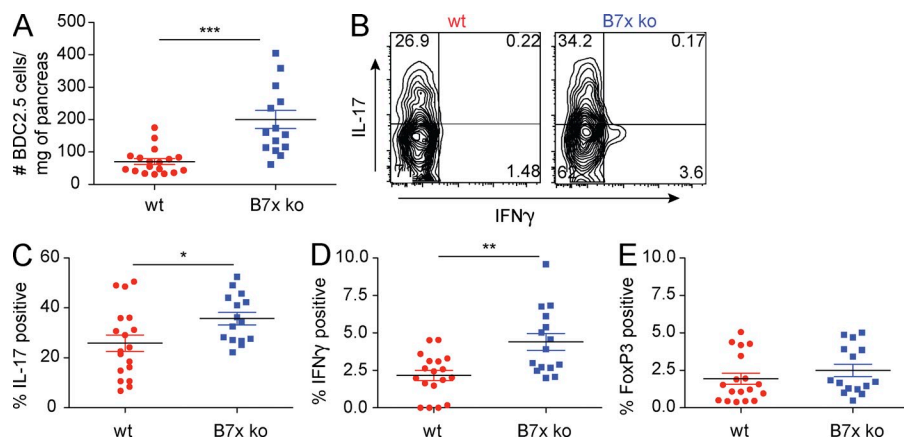 A
# BDC2.5 cells/
mg of pancreas
500
400
300
200
100
0
***
wt
B7x ko
B
wt
B7x ko
IL-17
26.9
0.22
1.48
34.2
0.17
62
3.6
IFNγ
C
% IL-17 positive
60
40
20
0
*
wt
B7x ko
D
% IFNγ positive
10.0
7.5
5.0
2.5
0.0
**
wt
B7x ko
E
% FoxP3 positive
10.0
7.5
5.0
2.5
0.0
wt
B7x ko